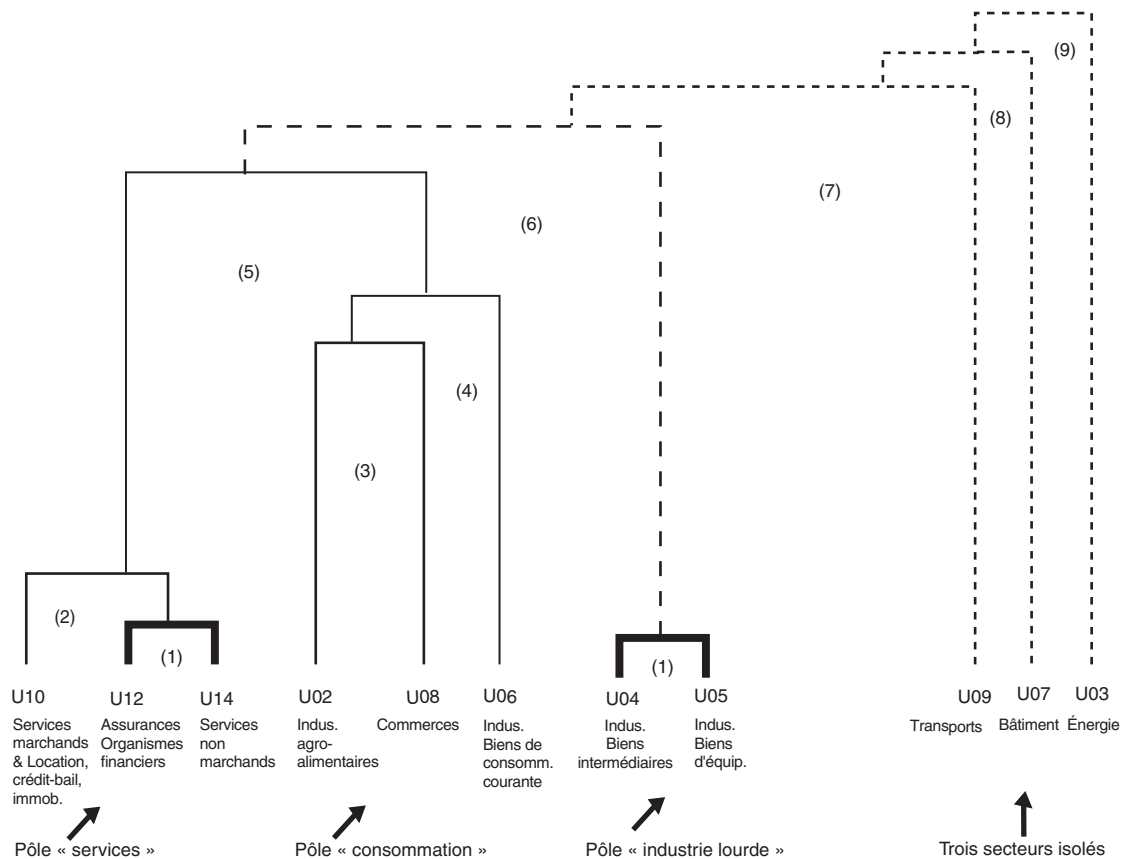 (9)
(8)
(7)
(6)
(5)
(4)
(3)
(2)
(1)
(1)
U10
Services
marchands
& Location,
crédit-bail,
immob.
U12
Assurances
Organismes
financiers
U14
Services
non
marchands
U02
Indus.
agro-
alimentaires
U08
Commerces
U06
Indus.
Biens de
consomm.
courante
U04
Indus.
Biens
intermédiaires
U05
Indus.
Biens
d'équip.
U09
Transports
U07
Bâtiment
U03
Énergie
Pôle « services »
Pôle « consommation »
Pôle « industrie lourde »
Trois secteurs isolés